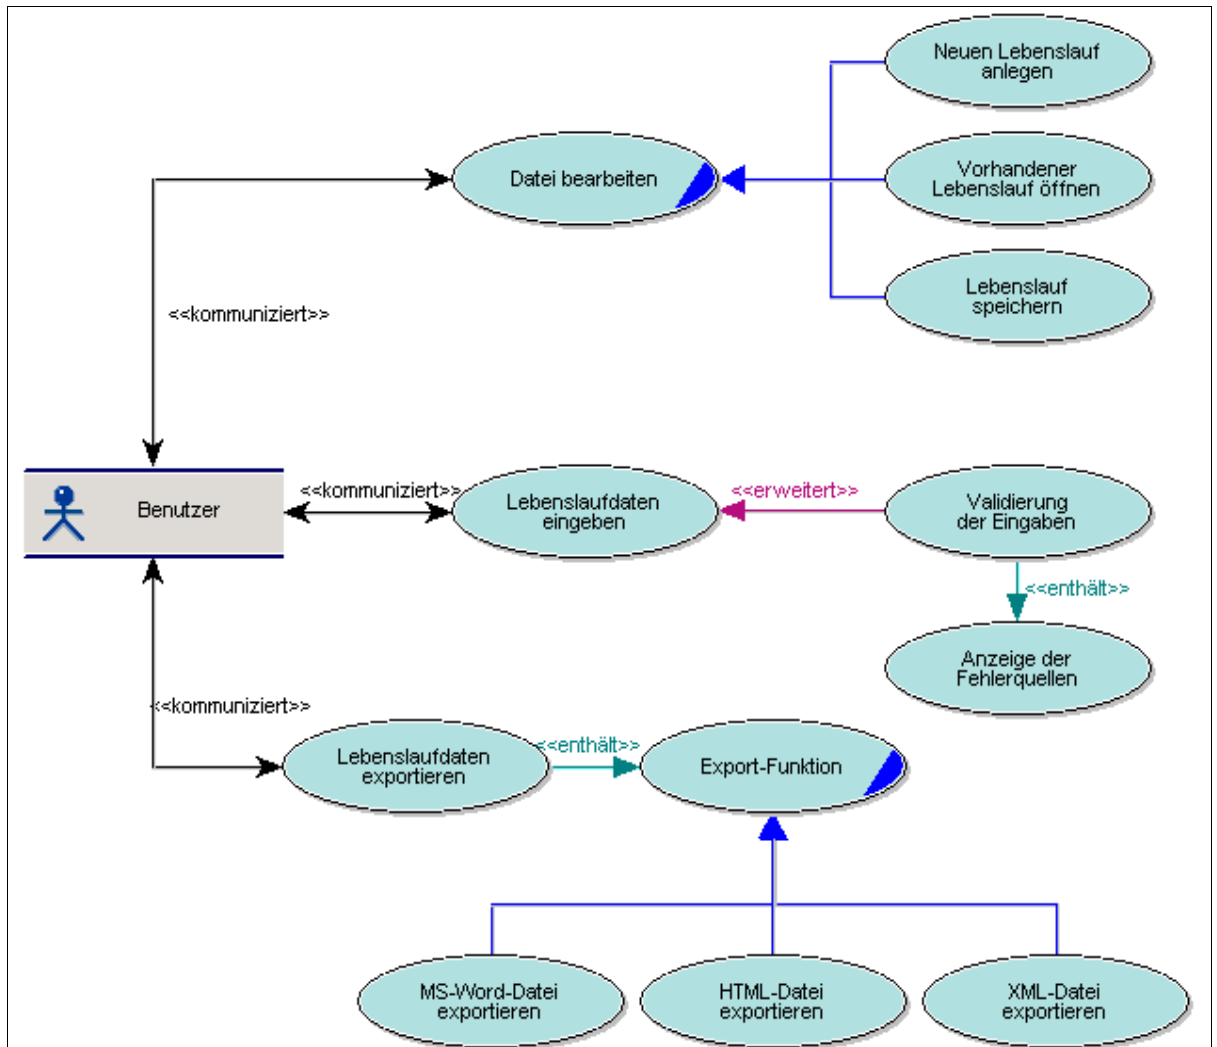 Neuen Lebenslauf
anlegen
Datei bearbeiten
Vorhandener
Lebenslauf öffnen
Lebenslauf
speichern
<<kommuniziert>>
Benutzer
<<kommuniziert>>
Lebenslaufdaten
eingeben
<<erweitert>>
Validierung
der Eingaben
<<enthält>>
Anzeige der
Fehlerquellen
<<kommuniziert>>
Lebenslaufdaten
exportieren
<<enthält>>
Export-Funktion
MS-Word-Datei
exportieren
HTML-Datei
exportieren
XML-Datei
exportieren